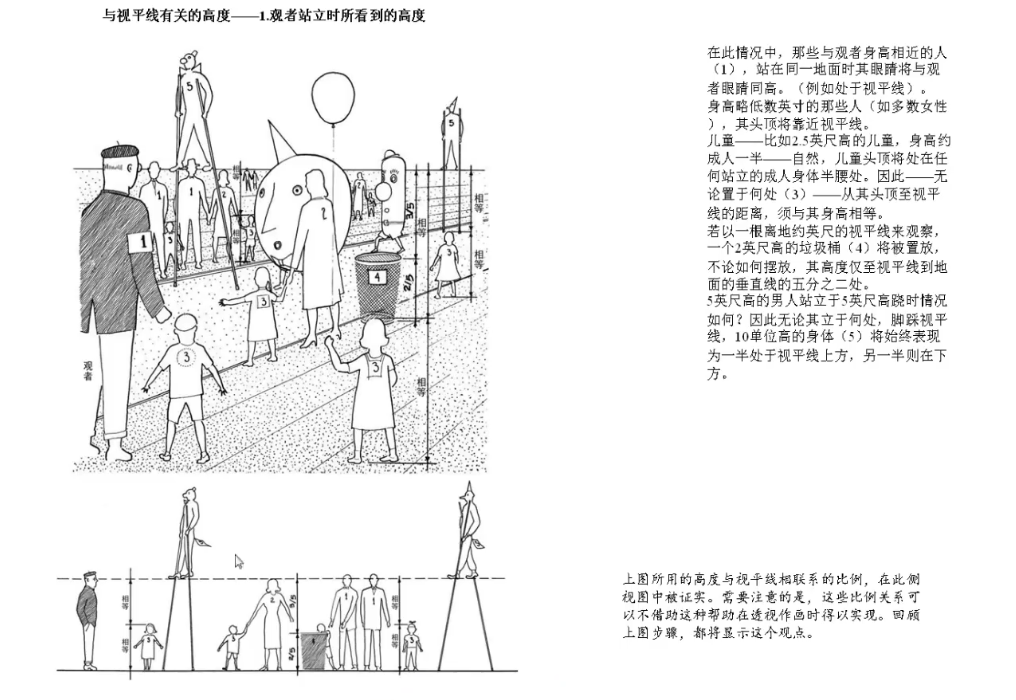 与视平线有关的高度——1.观者站立时所看到的高度
在此情况中，那些与观者身高相近的人
（1），站在同一地面时其眼睛将与观
者眼睛同高。（例如处于视平线）。
身高略低数英寸的那些人（如多数女性
），其头顶将靠近视平线。
儿童——比如2.5英尺高的儿童，身高约
成人一半——自然，儿童头顶将处在任
何站立的成人身体半腰处。因此——无
论置于何处（3）——从其头顶至视平
线的距离，须与其身高相等。
若以一根离地约英尺的视平线来观察，
一个2英尺高的垃圾桶（4）将被置放，
不论如何摆放，其高度仅至视平线到地
面的垂直线的五分之二处。
5英尺高的男人站立于5英尺高跷时情况
如何？因此无论其立于何处，脚踩视平
线，10单位高的身体（5）将始终表现
为一半处于视平线上方，另一半则在下
方。
5
5
1
1
1
2
3
3
3
3
3
3
4
相等
相等
相等
相等
相等
相等
3/5
2/5
观者
相等
相等
3
3
2
3/5
2/5
1
1
3
相等
相等
上图所用的高度与视平线相联系的比例，在此侧
视图中被证实。需要注意的是，这些比例关系可
以不借助这种帮助在透视作画时得以实现。回顾
上图步骤，都将显示这个观点。